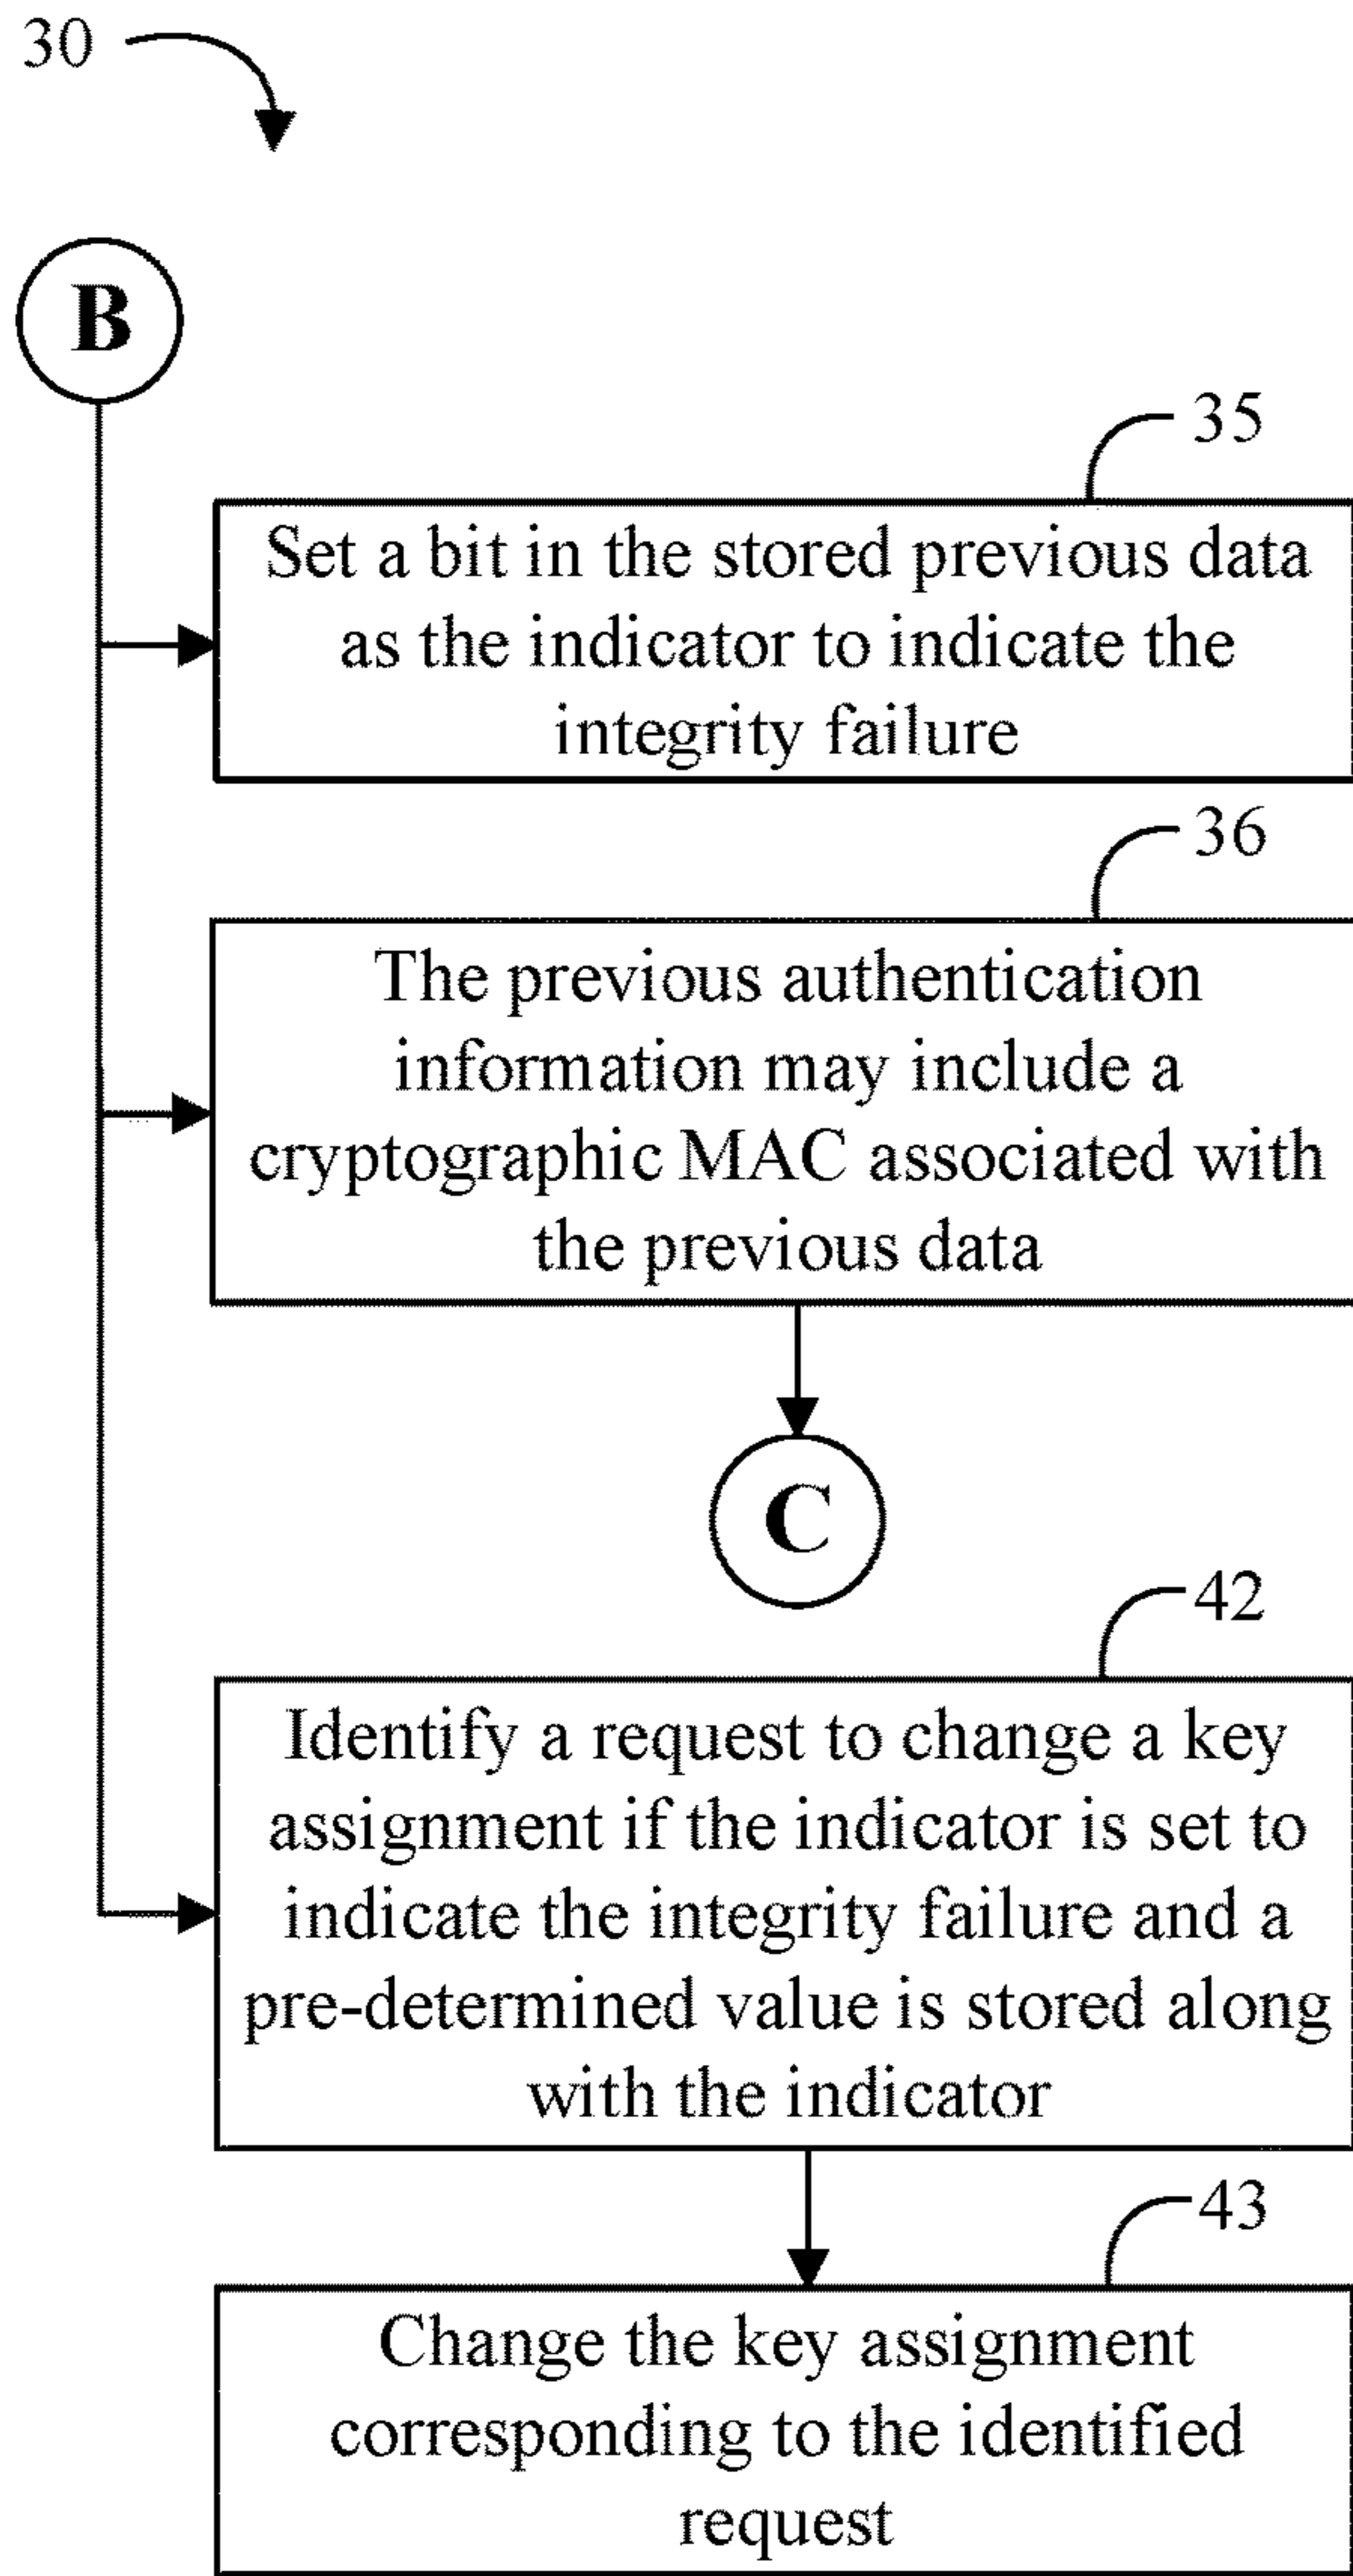 30
B
35
Set a bit in the stored previous data
as the indicator to indicate the
integrity failure
36
The previous authentication
information may include a
cryptographic MAC associated with
the previous data
C
42
Identify a request to change a key
assignment if the indicator is set to
indicate the integrity failure and a
pre-determined value is stored along
with the indicator
43
Change the key assignment
corresponding to the identified
request